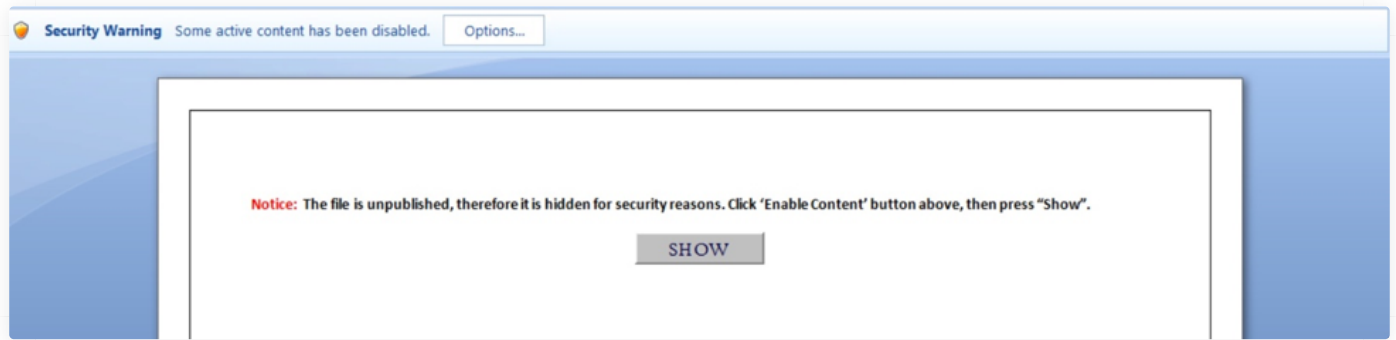 Security Warning Some active content has been disabled. Options...
Notice: The file is unpublished, therefore it is hidden for security reasons. Click ‘Enable Content’ button above, then press “Show”.
SHOW